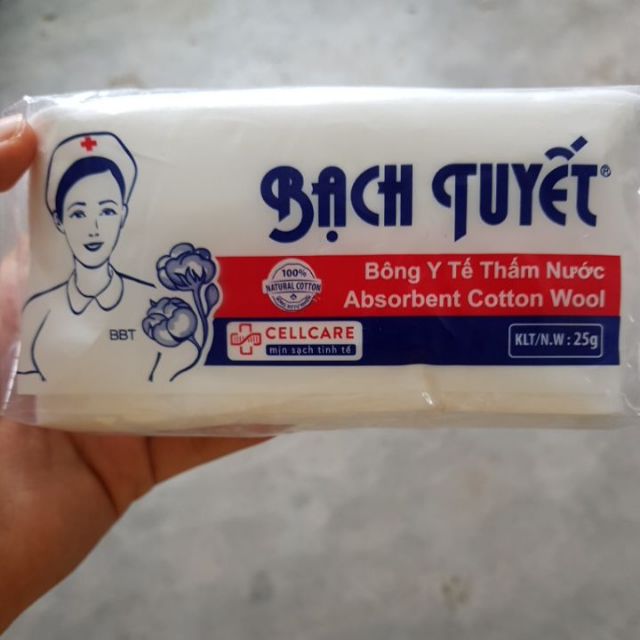 BẠCH TUYẾT®
100%
NATURAL COTTON
Bông Y Tế Thấm Nước
Absorbent Cotton Wool
BBT
CELLCARE
mịn sạch tinh tế
KLT/N.W : 25g